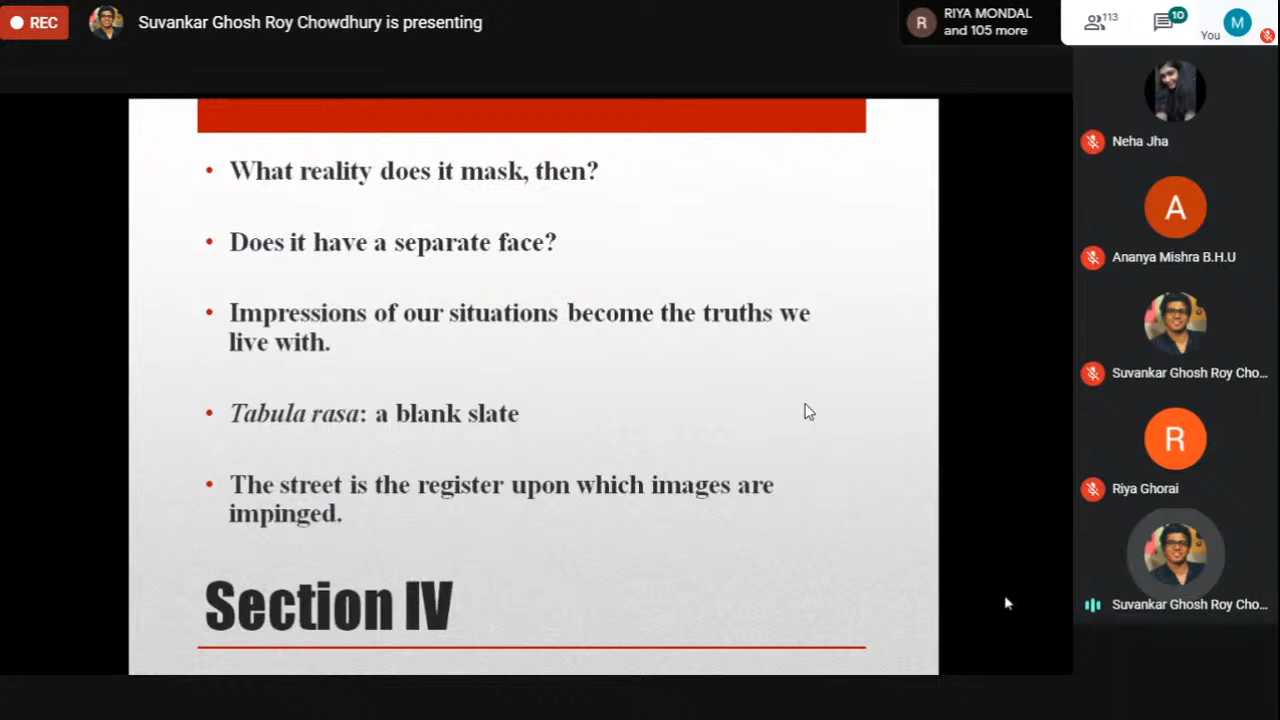 REC
Suvankar Ghosh Roy Chowdhury is presenting
R
RIYA MONDAL
and 105 more
113
10
You
M
Neha Jha
A
Ananya Mishra B.H.U
Suvankar Ghosh Roy Cho...
R
Riya Ghorai
Suvankar Ghosh Roy Cho...
• What reality does it mask, then?
• Does it have a separate face?
• Impressions of our situations become the truths we
live with.
• Tabula rasa: a blank slate
• The street is the register upon which images are
impinged.
Section IV